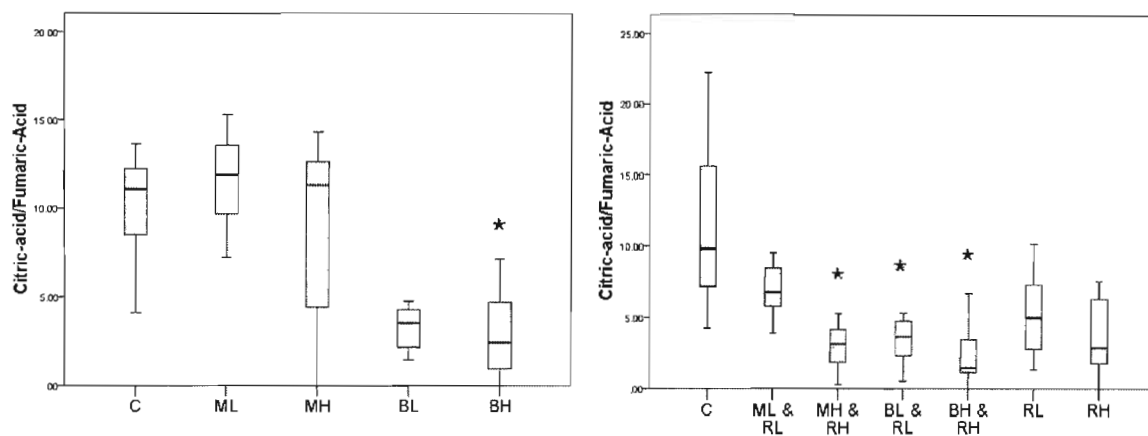 Citric-acid/Fumaric-Acid
20.00
15.00
10.00
5.00
.00
C ML MH BL BH
Citric-acid/Fumaric-Acid
25.00
20.00
15.00
10.00
5.00
.00
C ML & MH & BL & BH & RL RH
RL RH RL RH